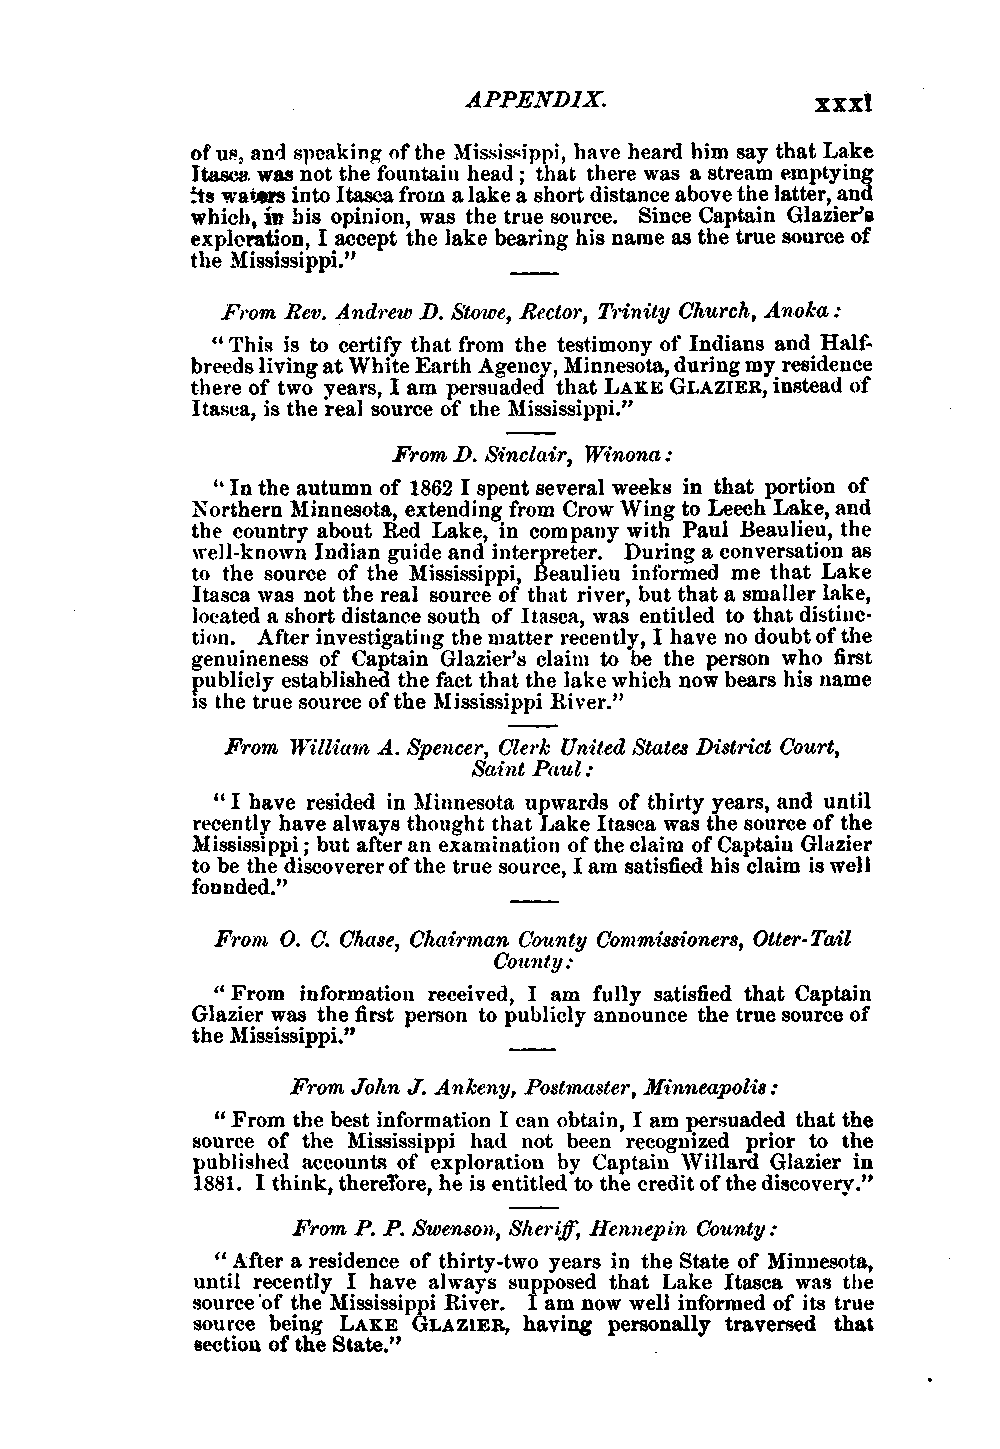 APPENDIX. xxxi
of us, and speaking of the Mississippi, have heard him say that Lake
Itasca was not the fountain head; that there was a stream emptying
its waters into Itasca from a lake a short distance above the latter, and
which, in his opinion, was the true source. Since Captain Glazier's
exploration, I accept the lake bearing his name as the true source of
the Mississippi."
From Rev. Andrew D. Stowe, Rector, Trinity Church, Anoka:
"This is to certify that from the testimony of Indians and Half-
breeds living at White Earth Agency, Minnesota, during my residence
there of two years, I am persuaded that LAKE GLAZIER, instead of
Itasca, is the real source of the Mississippi."
From D. Sinclair, Winona:
"In the autumn of 1862 I spent several weeks in that portion of
Northern Minnesota, extending from Crow Wing to Leech Lake, and
the country about Red Lake, in company with Paul Beaulieu, the
well-known Indian guide and interpreter. During a conversation as
to the source of the Mississippi, Beaulieu informed me that Lake
Itasca was not the real source of that river, but that a smaller lake,
located a short distance south of Itasca, was entitled to that distinc-
tion. After investigating the matter recently, I have no doubt of the
genuineness of Captain Glazier's claim to be the person who first
publicly established the fact that the lake which now bears his name
is the true source of the Mississippi River."
From William A. Spencer, Clerk United States District Court,
Saint Paul:
"I have resided in Minnesota upwards of thirty years, and until
recently have always thought that Lake Itasca was the source of the
Mississippi; but after an examination of the claim of Captain Glazier
to be the discoverer of the true source, I am satisfied his claim is well
founded."
From O. C. Chase, Chairman County Commissioners, Otter-Tail
County:
"From information received, I am fully satisfied that Captain
Glazier was the first person to publicly announce the true source of
the Mississippi."
From John J. Ankeny, Postmaster, Minneapolis:
"From the best information I can obtain, I am persuaded that the
source of the Mississippi had not been recognized prior to the
published accounts of exploration by Captain Willard Glazier in
1881. I think, therefore, he is entitled to the credit of the discovery."
From P. P. Swenson, Sheriff, Hennepin County:
"After a residence of thirty-two years in the State of Minnesota,
until recently I have always supposed that Lake Itasca was the
source of the Mississippi River. I am now well informed of its true
source being LAKE GLAZIER, having personally traversed that
section of the State."